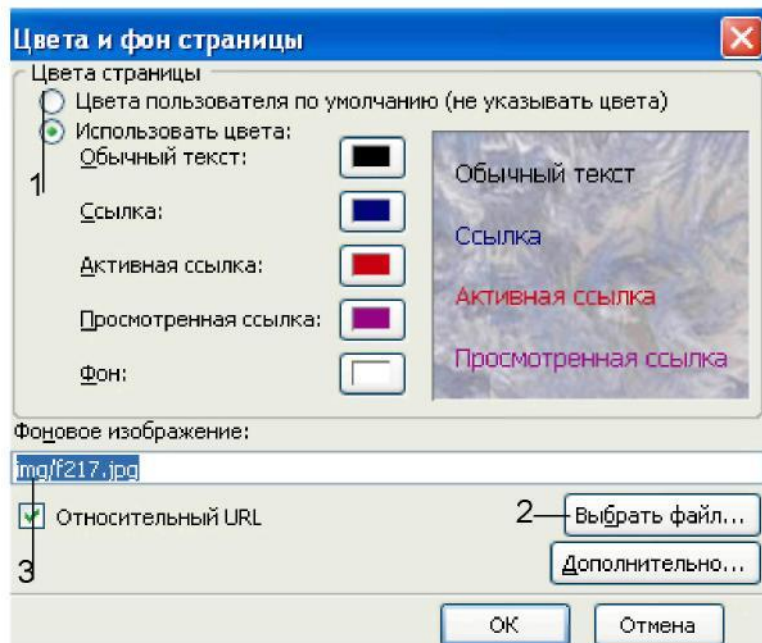 Цвета и фон страницы
Цвета страницы
Цвета пользователя по умолчанию (не указывать цвета)
Использовать цвета:
1
Обычный текст:
Ссылка:
Активная ссылка:
Просмотренная ссылка:
Фон:
Обычный текст
Ссылка
Активная ссылка
Просмотренная ссылка
Фоновое изображение:
img/f217.jpg
Относительный URL
2
Выбрать файл...
3
Дополнительно...
OK
Отмена